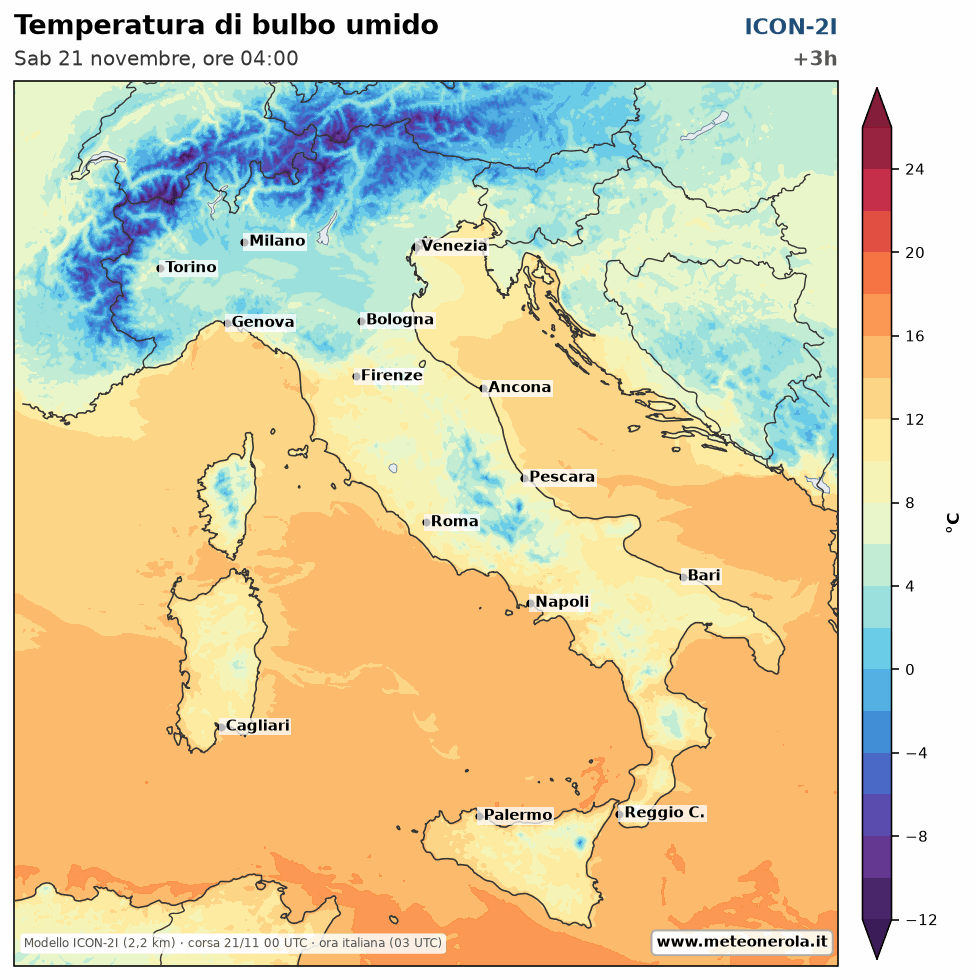 Temperatura di bulbo umido
ICON-2I
Sab 21 novembre, ore 04:00
+3h
Milano
Venezia
Torino
Genova
Bologna
Firenze
Ancona
Pescara
Roma
Bari
Napoli
Cagliari
Palermo
Reggio C.
24
20
16
12
8
4
0
−4
−8
−12
°C
Modello ICON-2I (2,2 km) · corsa 21/11 00 UTC · ora italiana (03 UTC)
www.meteonerola.it